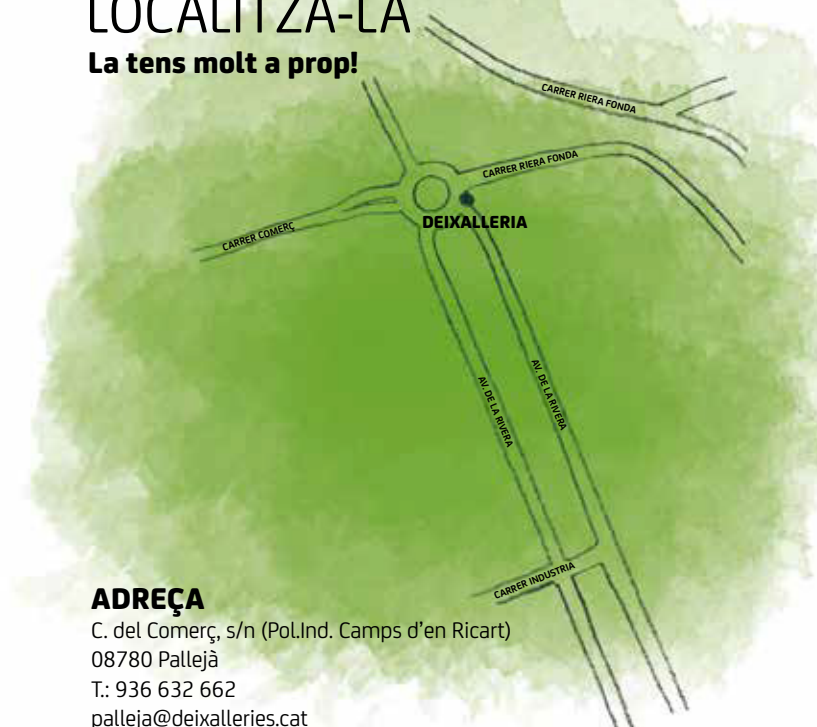 LOCALITZA-LA
La tens molt a prop!
CARRER RIERA FONDA
CARRER RIERA FONDA
CARRER COMERÇ
DEIXALLERIA
AV. DE LA RIVERA
AV. DE LA RIVERA
CARRER INDUSTRIA
ADREÇA
C. del Comerç, s/n (Pol.Ind. Camps d'en Ricart)
08780 Pallejà
T.: 936 632 662
palleja@deixalleries.cat